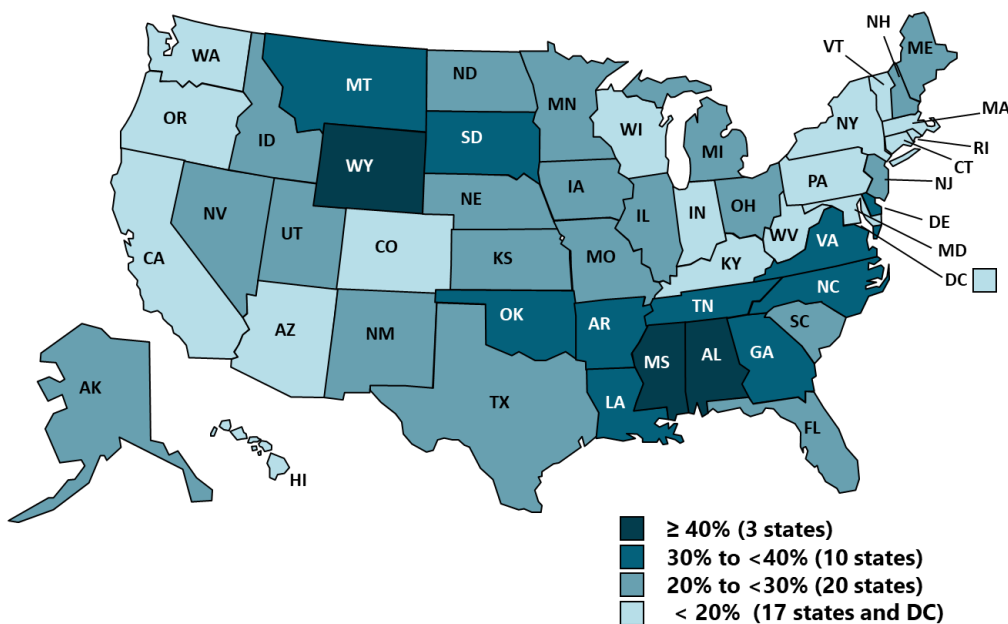 NH
VT
ME
WA
MT
ND
MN
MA
OR
NY
ID
SD
WI
RI
MI
CT
WY
PA
NJ
IA
NE
OH
NV
IL
IN
DE
UT
WV
VA
CO
MD
CA
KS
MO
KY
DC
NC
TN
OK
AZ
NM
AR
SC
MS
AL
GA
AK
TX
LA
FL
HI
≥ 40% (3 states)
30% to <40% (10 states)
20% to <30% (20 states)
< 20% (17 states and DC)